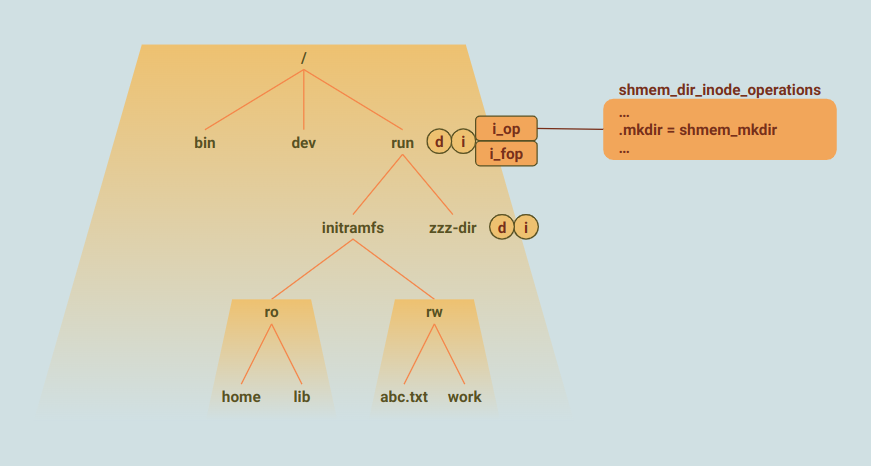 /
shmem_dir_inode_operations
...
.mkdir = shmem_mkdir
...
bin
dev
run
d
i
i_op
i_fop
initramfs
zzz-dir
d
i
ro
rw
home
lib
abc.txt
work